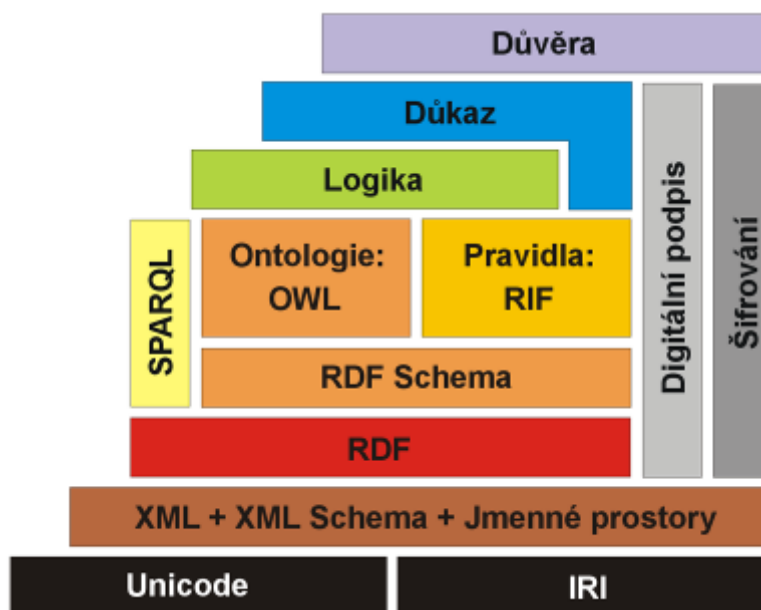 Důvěra
Důkaz
Logika
SPARQL
Ontologie:
OWL
Pravidla:
RIF
Digitální podpis
Šifrování
RDF Schema
RDF
XML + XML Schema + Jmenné prostory
Unicode
IRI